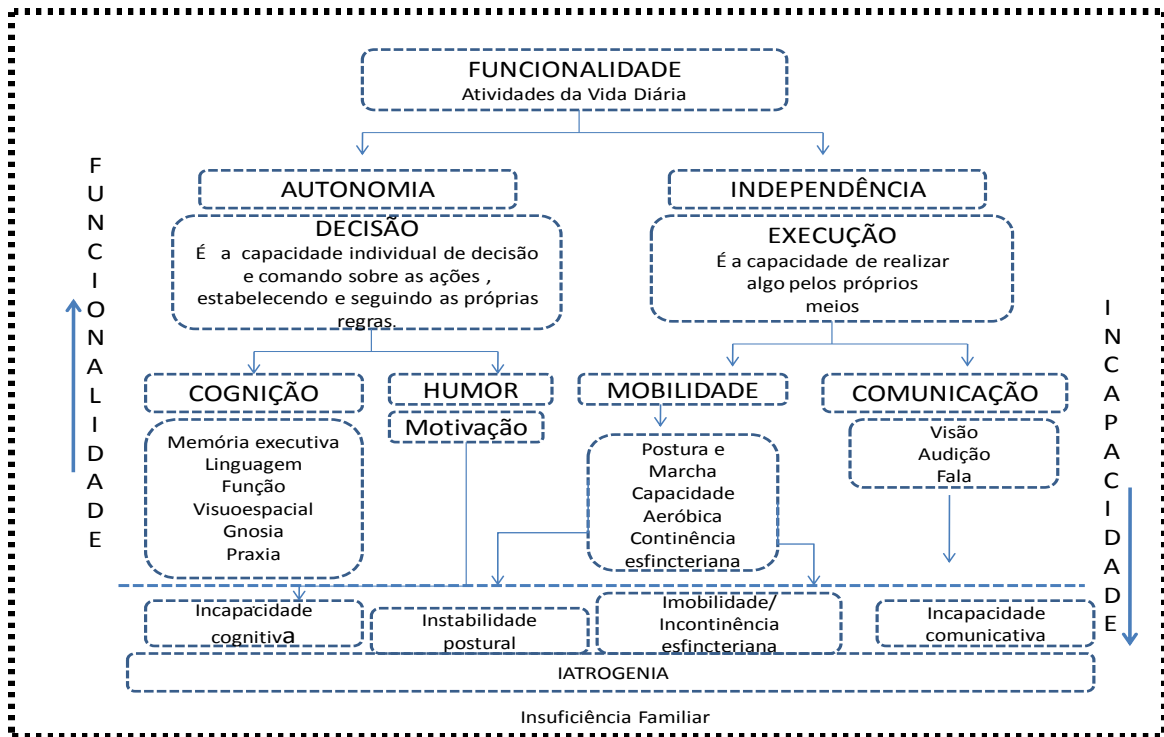 FUNCIONALIDADE
Atividades da Vida Diária
FUNCIONALIDADE
AUTONOMIA
INDEPENDÊNCIA
DECISÃO
É a capacidade individual de decisão
e comando sobre as ações ,
estabelecendo e seguindo as próprias
regras.
EXECUÇÃO
É a capacidade de realizar
algo pelos próprios
meios
INCAPACIDADE
COGNIÇÃO
HUMOR
MOBILIDADE
COMUNICAÇÃO
Motivação
Memória executiva
Linguagem
Função
Visuoespacial
Gnosia
Praxia
Postura e
Marcha
Capacidade
Aeróbica
Continência
esfincteriana
Visão
Audição
Fala
Incapacidade
cognitiva
Instabilidade
postural
Imobilidade/
Incontinência
esfincteriana
Incapacidade
comunicativa
IATROGENIA
Insuficiência Familiar